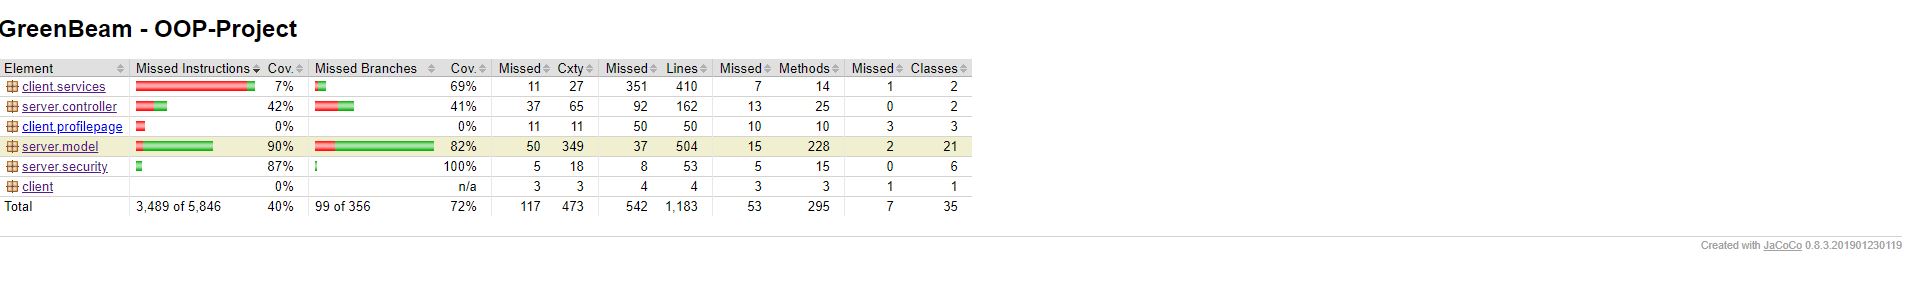 GreenBeam - OOP-Project
Element Missed Instructions Cov. Missed Branches Cov. Missed Cxty Missed Lines Missed Methods Missed Classes
client.services 7% 69% 11 27 351 410 7 14 1 2
server.controller 42% 41% 37 65 92 162 13 25 0 2
client.profilepage 0% 0% 11 11 50 50 10 10 3 3
server.model 90% 82% 50 349 37 504 15 228 2 21
server.security 87% 100% 5 18 8 53 5 15 0 6
client 0% n/a 3 3 4 4 3 3 1 1
Total 3,489 of 5,846 40% 99 of 356 72% 117 473 542 1,183 53 295 7 35
Created with JaCoCo 0.8.3.201901230119